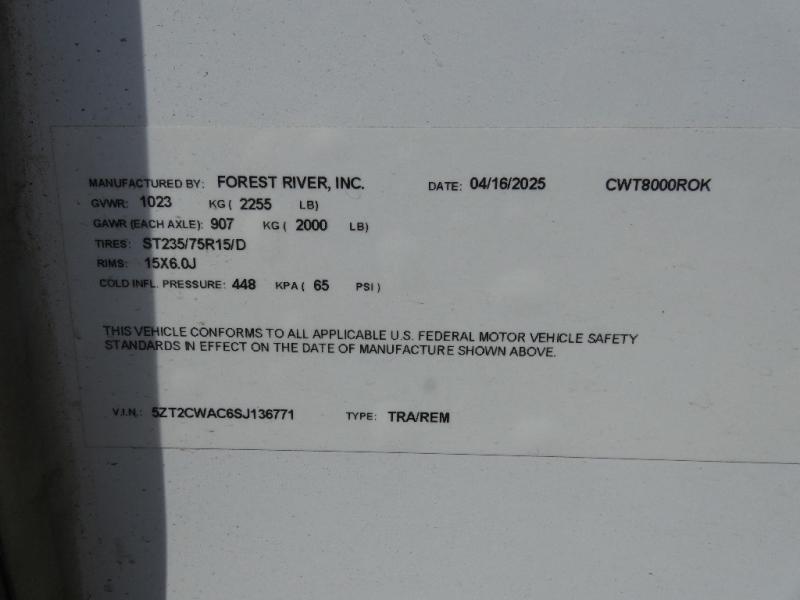 MANUFACTURED BY: FOREST RIVER, INC. DATE: 04/16/2025 CWT8000ROK
GVWR: 1023 KG ( 2255 LB)
GAWR (EACH AXLE): 907 KG ( 2000 LB)
TIRES: ST235/75R15/D
RIMS: 15X6.0J
COLD INFL. PRESSURE: 448 KPA ( 65 PSI )
THIS VEHICLE CONFORMS TO ALL APPLICABLE U.S. FEDERAL MOTOR VEHICLE SAFETY
STANDARDS IN EFFECT ON THE DATE OF MANUFACTURE SHOWN ABOVE.
V.I.N.: 5ZT2CWAC6SJ136771 TYPE: TRA/REM